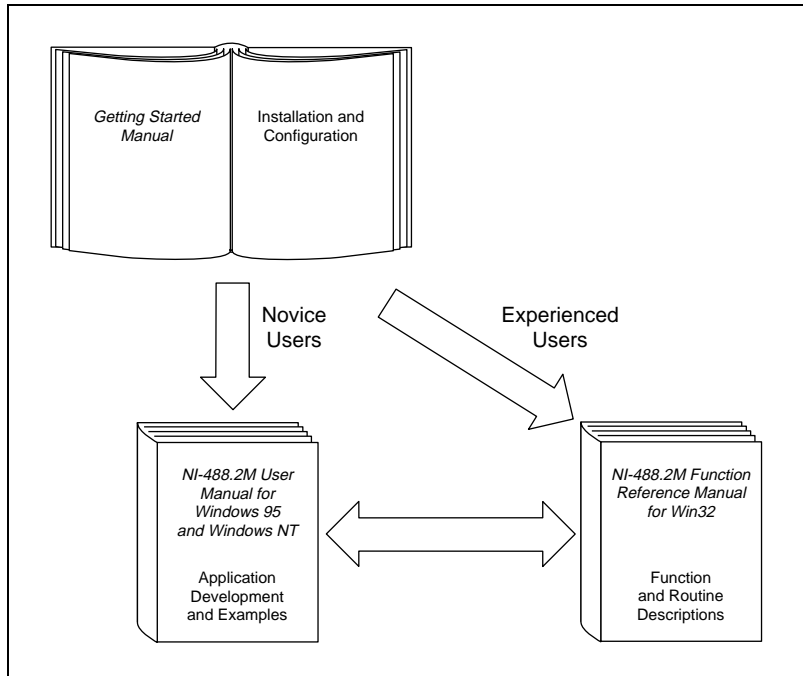 Getting Started
Manual
Installation and
Configuration
Novice
Users
Experienced
Users
NI-488.2M User
Manual for
Windows 95
and Windows NT
Application
Development
and Examples
NI-488.2M Function
Reference Manual
for Win32
Function
and Routine
Descriptions